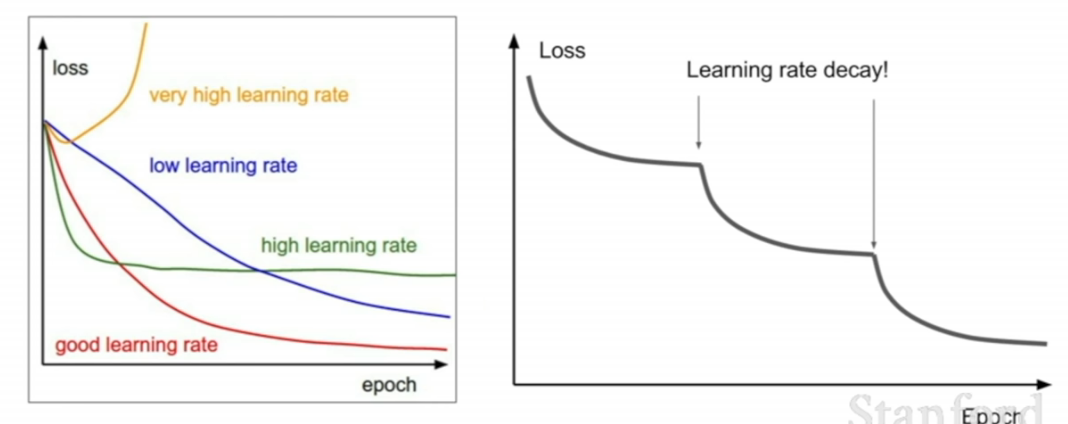 loss
very high learning rate
low learning rate
high learning rate
good learning rate
epoch
Loss
Learning rate decay!
Stanford
Epoch